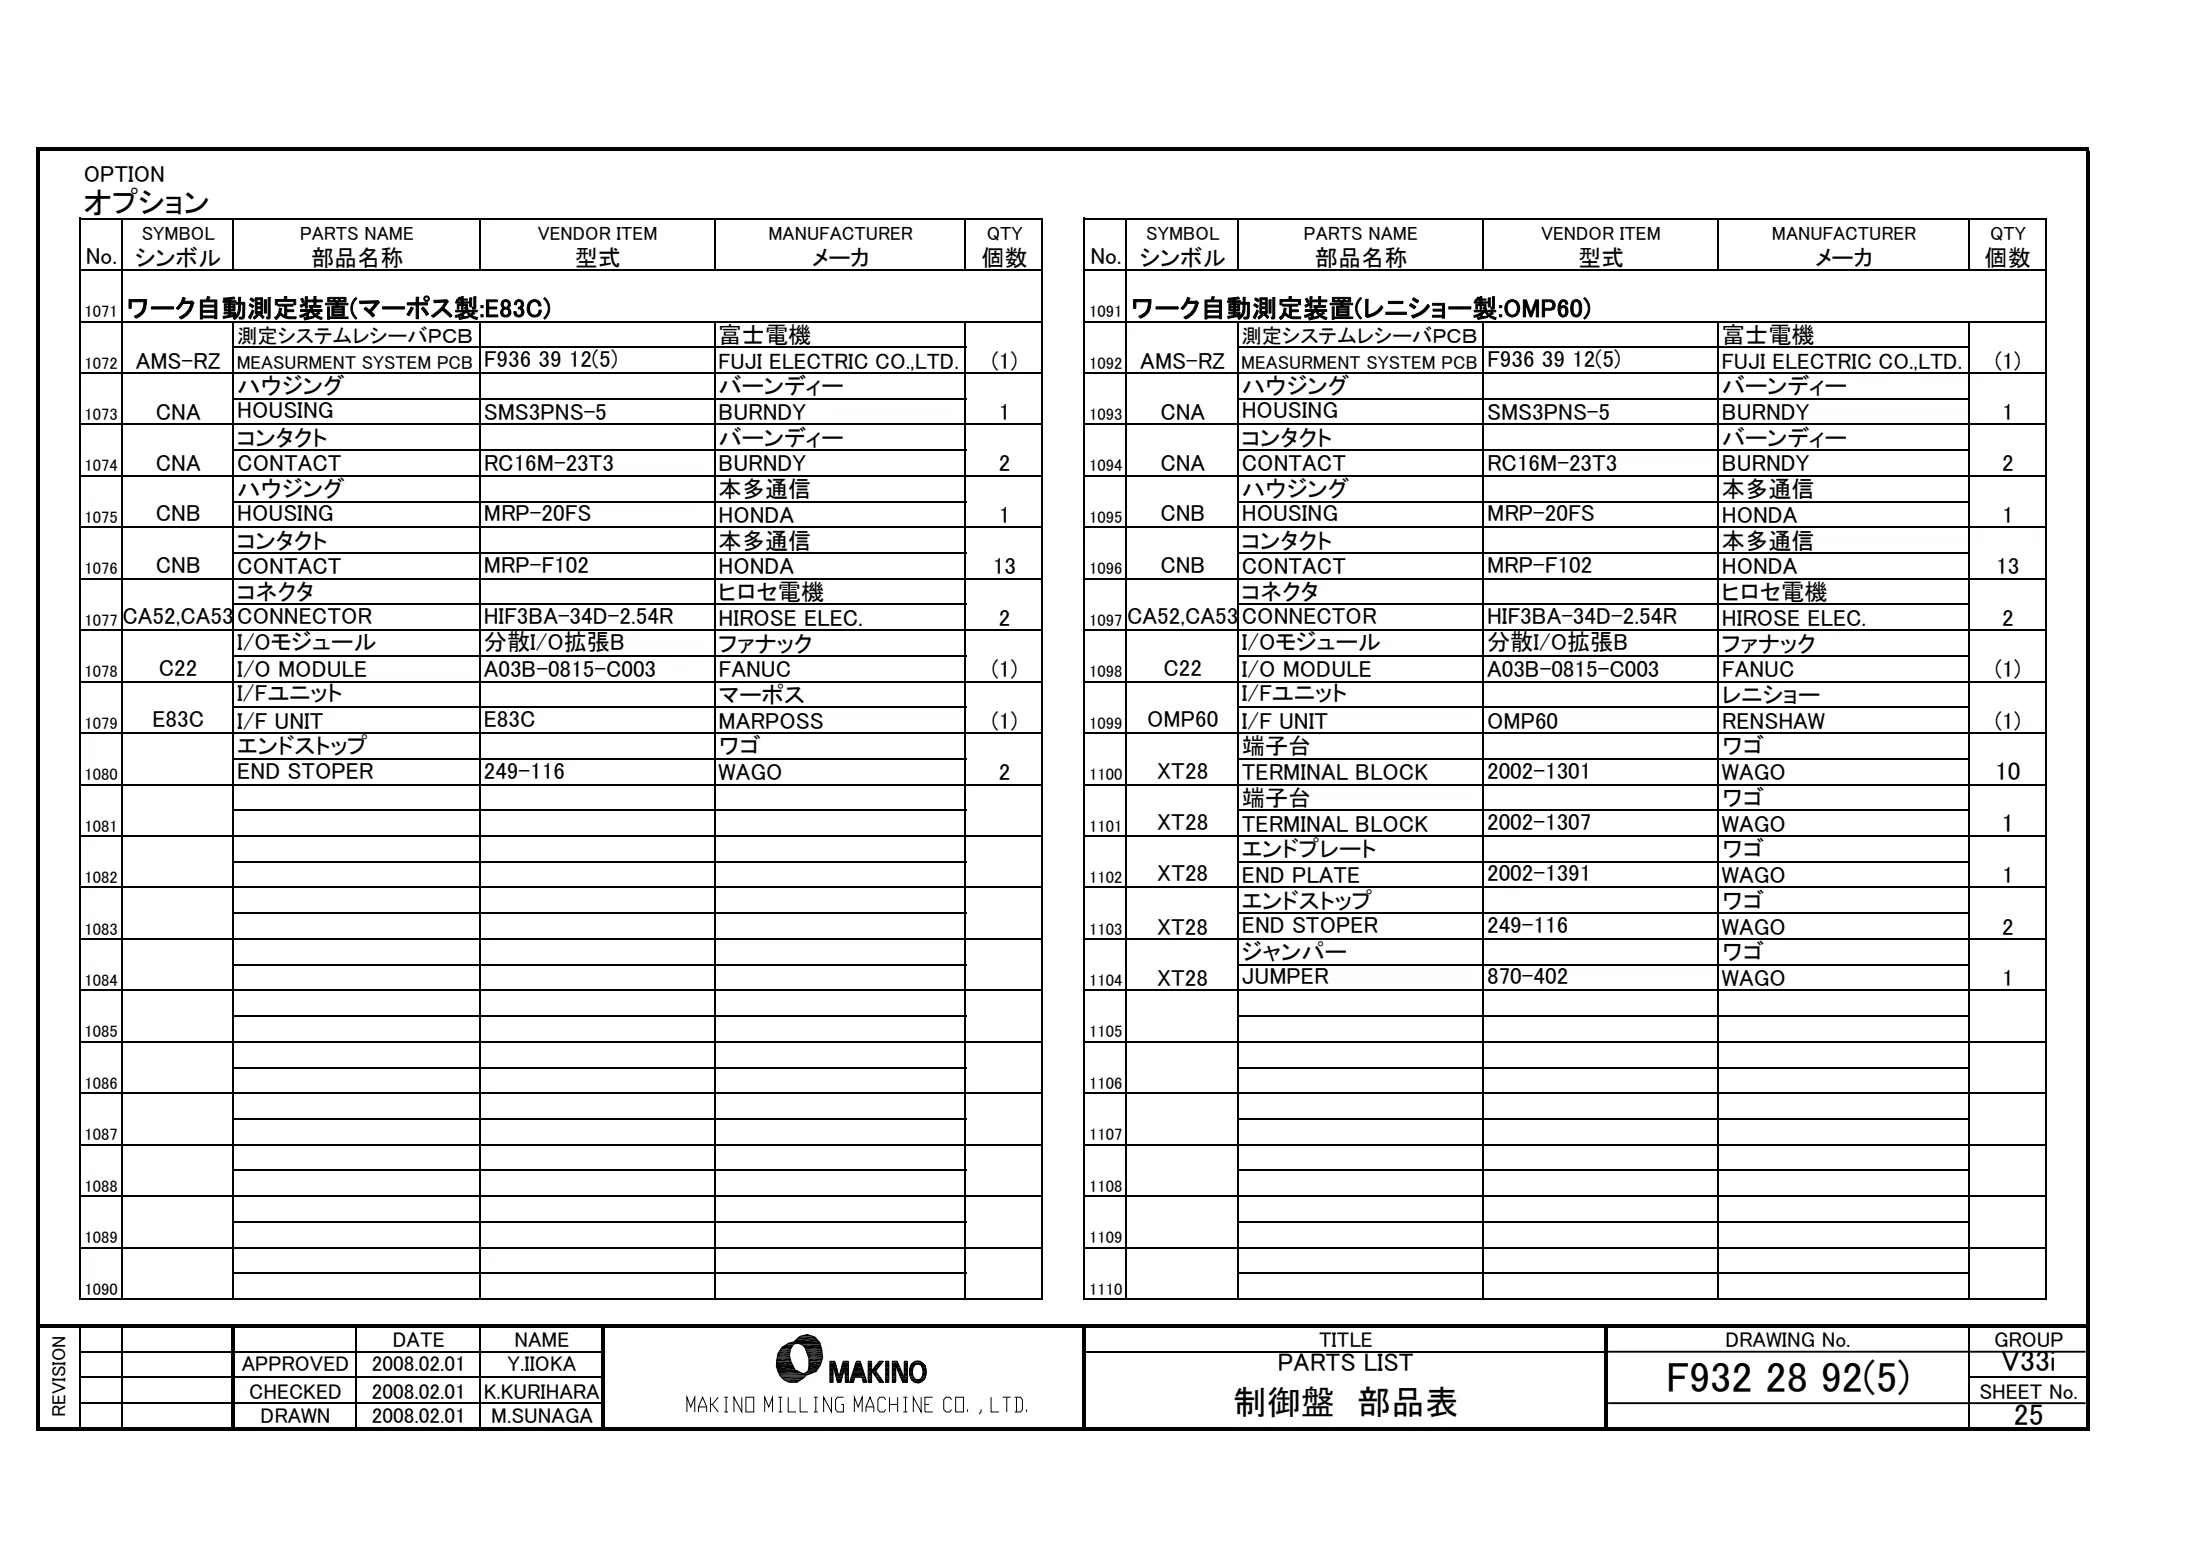 OPTION
オプション
No. SYMBOL PARTS NAME VENDOR ITEM MANUFACTURER QTY
シンボル 部品名称 型式 メーカ 個数
1071 ワーク自動測定装置(マーポス製:E83C)
測定システムレシーバPCB 富士電機
1072 AMS-RZ MEASURMENT SYSTEM PCB F936 39 12(5) FUJI ELECTRIC CO.,LTD. (1)
ハウジング バーンディー
1073 CNA HOUSING SMS3PNS-5 BURNDY 1
コンタクト バーンディー
1074 CNA CONTACT RC16M-23T3 BURNDY 2
ハウジング 本多通信
1075 CNB HOUSING MRP-20FS HONDA 1
コンタクト 本多通信
1076 CNB CONTACT MRP-F102 HONDA 13
コネクタ ヒロセ電機
1077 CA52,CA53 CONNECTOR HIF3BA-34D-2.54R HIROSE ELEC. 2
I/Oモジュール 分散I/O拡張B ファナック
1078 C22 I/O MODULE A03B-0815-C003 FANUC (1)
I/Fユニット マーポス
1079 E83C I/F UNIT E83C MARPOSS (1)
エンドストップ ワゴ
1080 END STOPER 249-116 WAGO 2
1081
1082
1083
1084
1085
1086
1087
1088
1089
1090
No. SYMBOL PARTS NAME VENDOR ITEM MANUFACTURER QTY
シンボル 部品名称 型式 メーカ 個数
1091 ワーク自動測定装置(レニショー製:OMP60)
測定システムレシーバPCB 富士電機
1092 AMS-RZ MEASURMENT SYSTEM PCB F936 39 12(5) FUJI ELECTRIC CO.,LTD. (1)
ハウジング バーンディー
1093 CNA HOUSING SMS3PNS-5 BURNDY 1
コンタクト バーンディー
1094 CNA CONTACT RC16M-23T3 BURNDY 2
ハウジング 本多通信
1095 CNB HOUSING MRP-20FS HONDA 1
コンタクト 本多通信
1096 CNB CONTACT MRP-F102 HONDA 13
コネクタ ヒロセ電機
1097 CA52,CA53 CONNECTOR HIF3BA-34D-2.54R HIROSE ELEC. 2
I/Oモジュール 分散I/O拡張B ファナック
1098 C22 I/O MODULE A03B-0815-C003 FANUC (1)
I/Fユニット レニショー
1099 OMP60 I/F UNIT OMP60 RENSHAW (1)
端子台 ワゴ
1100 XT28 TERMINAL BLOCK 2002-1301 WAGO 10
端子台 ワゴ
1101 XT28 TERMINAL BLOCK 2002-1307 WAGO 1
エンドプレート ワゴ
1102 XT28 END PLATE 2002-1391 WAGO 1
エンドストップ ワゴ
1103 XT28 END STOPER 249-116 WAGO 2
ジャンパー ワゴ
1104 XT28 JUMPER 870-402 WAGO 1
1105
1106
1107
1108
1109
1110
REVISION
DATE NAME
APPROVED 2008.02.01 Y.IIOKA
CHECKED 2008.02.01 K.KURIHARA
DRAWN 2008.02.01 M.SUNAGA
MAKINO
MAKINO MILLING MACHINE CO. ,LTD.
TITLE
PARTS LIST
制御盤 部品表
DRAWING No.
F932 28 92(5)
GROUP
V33i
SHEET No.
25